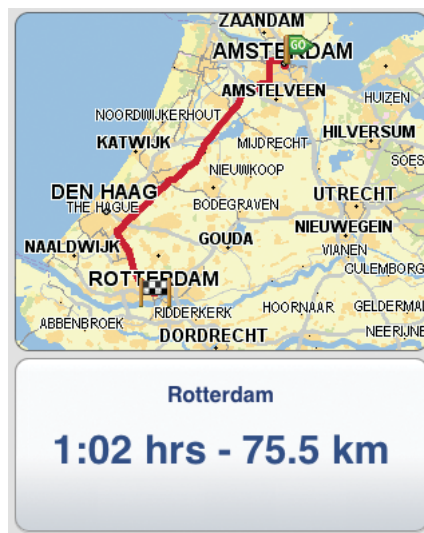 ZAANDAM
AMSTERDAM
GO
AMSTELVEEN
HUIZEN
NOORDWIJKERHOUT
KATWIJK
MIJDRECHT
HILVERSUM
SOES
NIEUWKOOP
DEN HAAG
THE HAGUE
BODEGRAVEN
UTRECHT
NIEUWEGEIN
GOUDA
NAALDWIJK
VIANEN
CULEMBORG
ROTTERDAM
RIDDERKERK
HOORNAAR
GELDERMA
ABBENBROEK
DORDRECHT
NEERIJNE
Rotterdam
1:02 hrs - 75.5 km